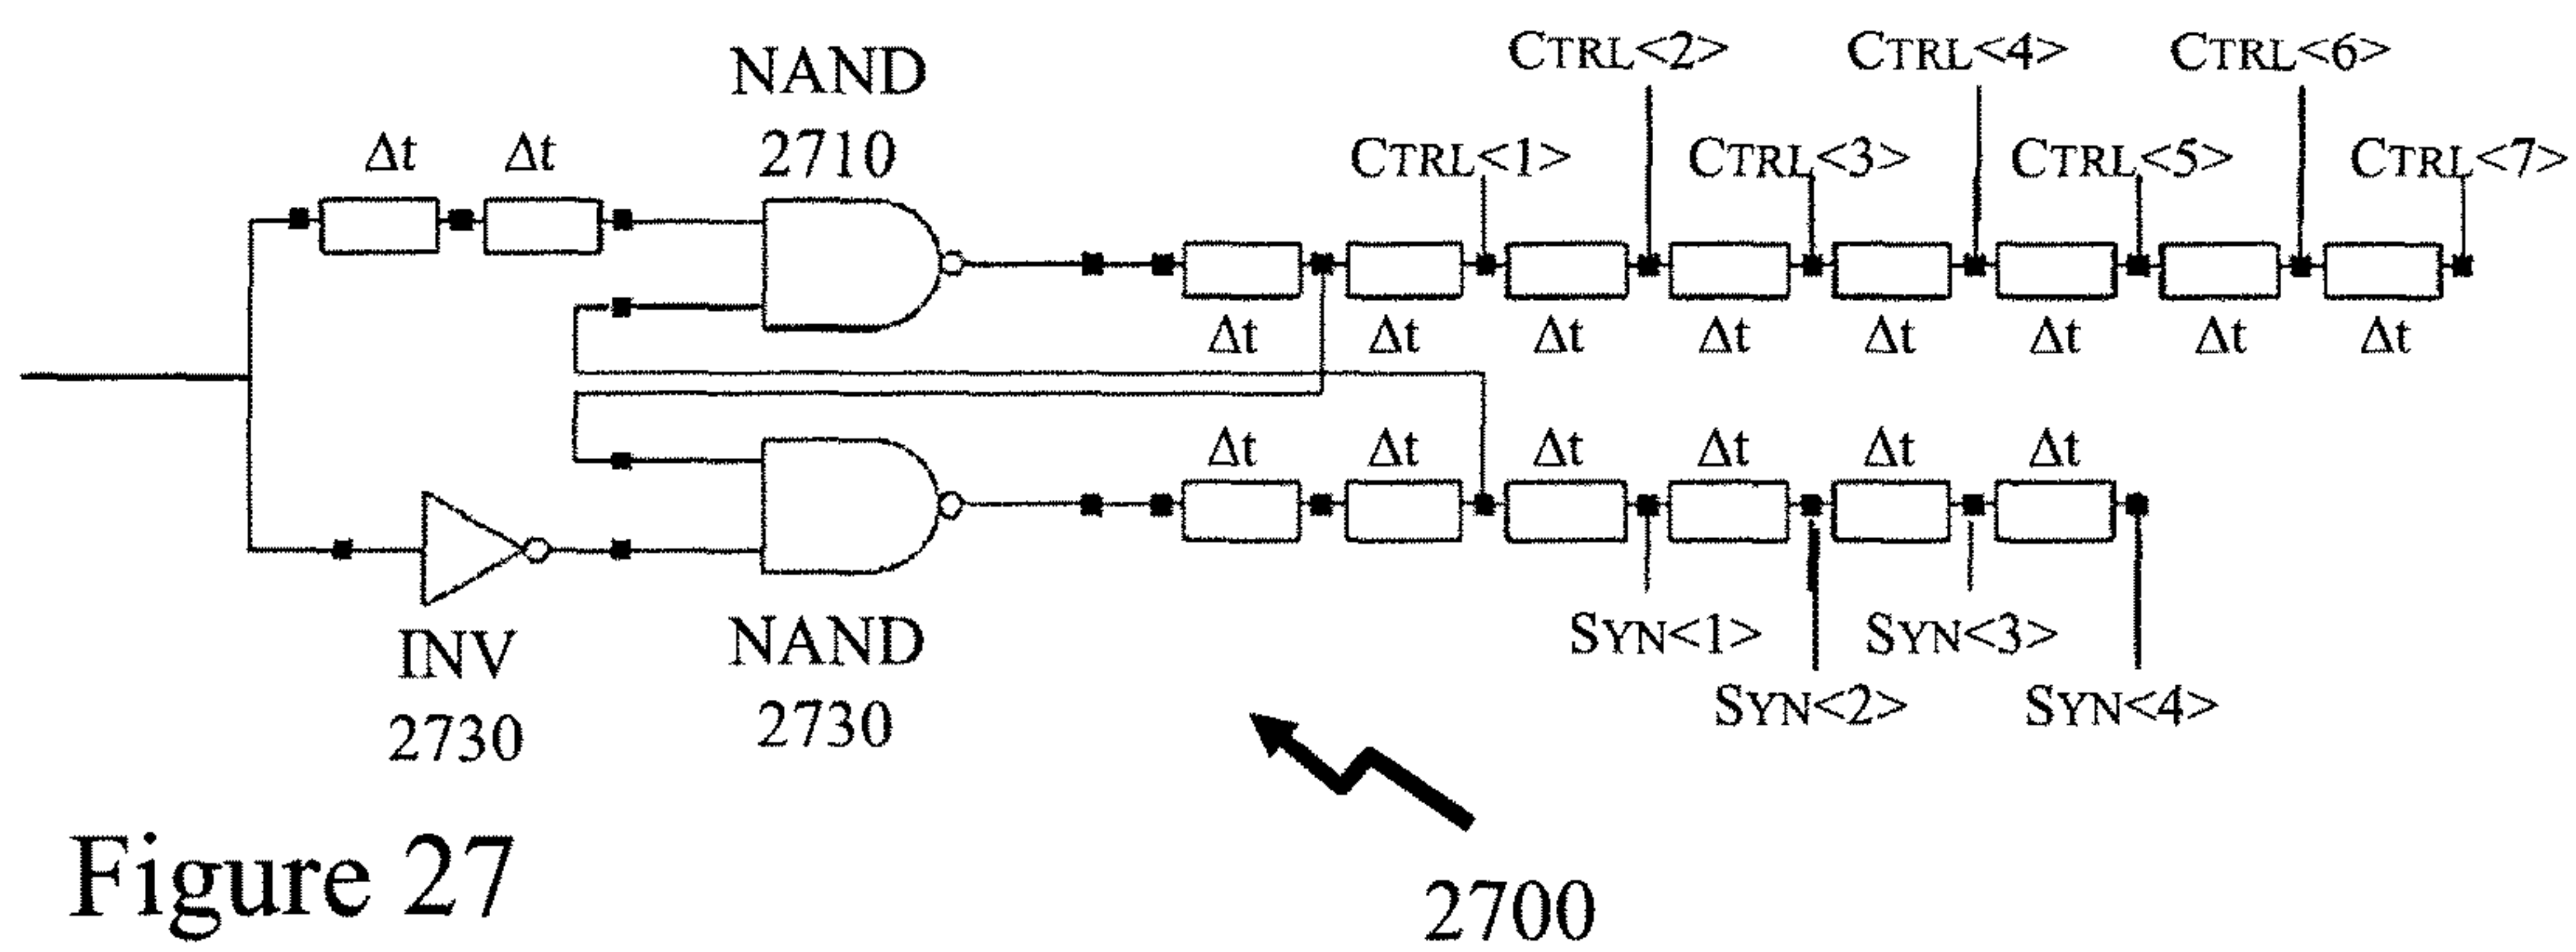 CTRL<2> CTRL<4> CTRL<6>
NAND
2710
Δt Δt
CTRL<1> CTRL<3> CTRL<5> CTRL<7>
Δt Δt Δt Δt Δt Δt Δt Δt
Δt Δt Δt Δt Δt Δt
INV
2730
NAND
2730
SYN<1> SYN<3>
SYN<2> SYN<4>
Figure 27
2700